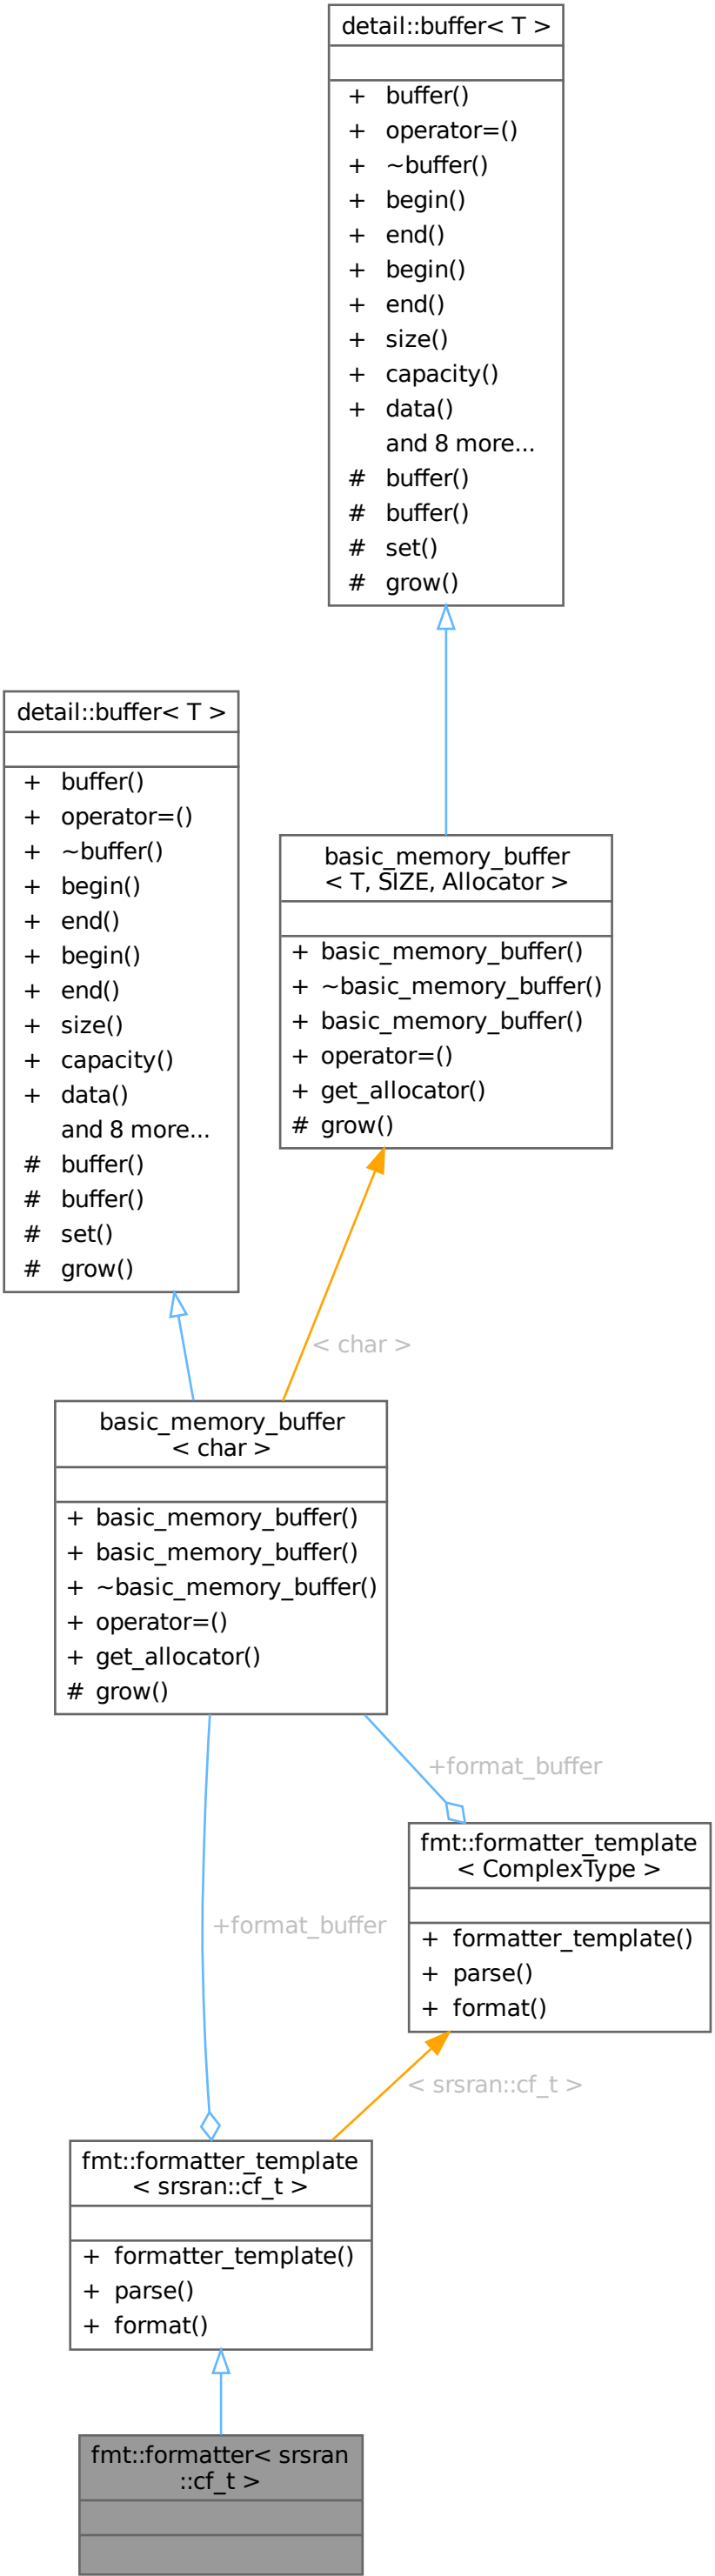 detail::buffer< T >
+ buffer()
+ operator=()
+ ~buffer()
+ begin()
+ end()
+ begin()
+ end()
+ size()
+ capacity()
+ data()
and 8 more...
# buffer()
# buffer()
# set()
# grow()
detail::buffer< T >
+ buffer()
+ operator=()
+ ~buffer()
+ begin()
+ end()
+ begin()
+ end()
+ size()
+ capacity()
+ data()
and 8 more...
# buffer()
# buffer()
# set()
# grow()
basic_memory_buffer
< T, SIZE, Allocator >
+ basic_memory_buffer()
+ ~basic_memory_buffer()
+ basic_memory_buffer()
+ operator=()
+ get_allocator()
# grow()
< char >
basic_memory_buffer
< char >
+ basic_memory_buffer()
+ basic_memory_buffer()
+ ~basic_memory_buffer()
+ operator=()
+ get_allocator()
# grow()
+format_buffer
fmt::formatter_template
< ComplexType >
+ formatter_template()
+ parse()
+ format()
+format_buffer
< srsran::cf_t >
fmt::formatter_template
< srsran::cf_t >
+ formatter_template()
+ parse()
+ format()
fmt::formatter< srsran
::cf_t >